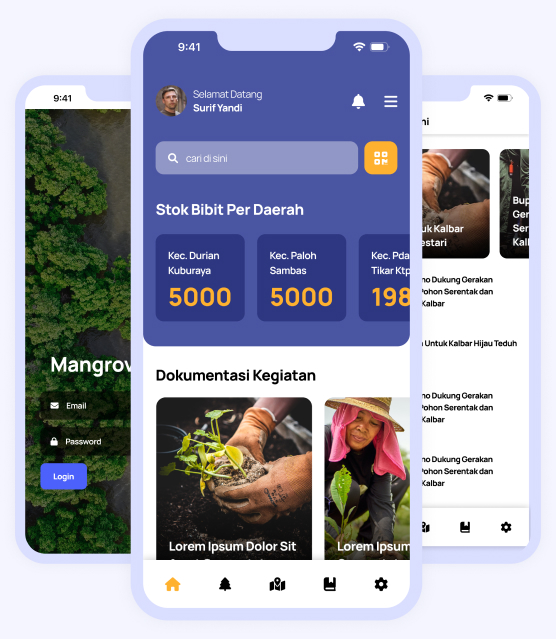 9:41
Mangrov
Email
Password
Login
9:41
Selamat Datang
Surif Yandi
cari di sini
Stok Bibit Per Daerah
Kec. Durian
Kuburaya
5000
Kec. Paloh
Sambas
5000
Kec. Pda
Tikar Ktp
198
Dokumentasi Kegiatan
Lorem Ipsum Dolor Sit
Lorem Ipsum
ni
uk Kalbar
estari
Bup
Ger
Ser
Kall
no Dukung Gerakan
Pohon Serentak dan
Kalbar
Untuk Kalbar Hijau Teduh
no Dukung Gerakan
Pohon Serentak dan
Kalbar
no Dukung Gerakan
Pohon Serentak dan
Kalbar